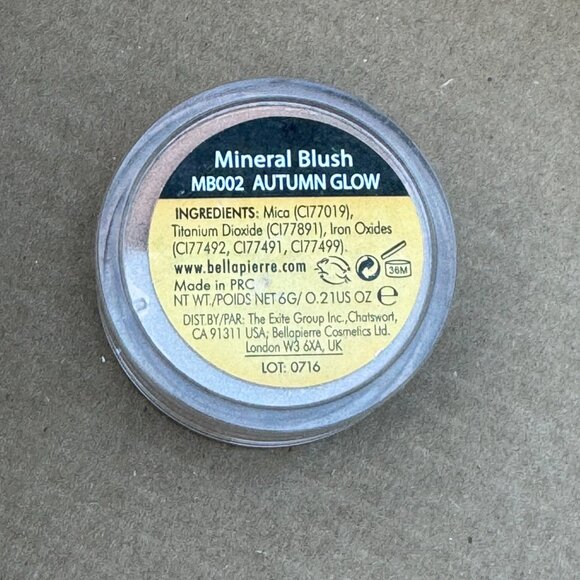 Mineral Blush
MB002 AUTUMN GLOW
INGREDIENTS: Mica (CI77019),
Titanium Dioxide (CI77891), Iron Oxides
(CI77492, CI77491, CI77499).
www.bellapierre.com
36M
Made in PRC
NT WT./POIDS NET 6G/ 0.21US OZ e
DIST.BY/PAR: The Exite Group Inc.,Chatswort,
CA 91311 USA; Bellapierre Cosmetics Ltd.
London W3 6XA, UK
LOT: 0716